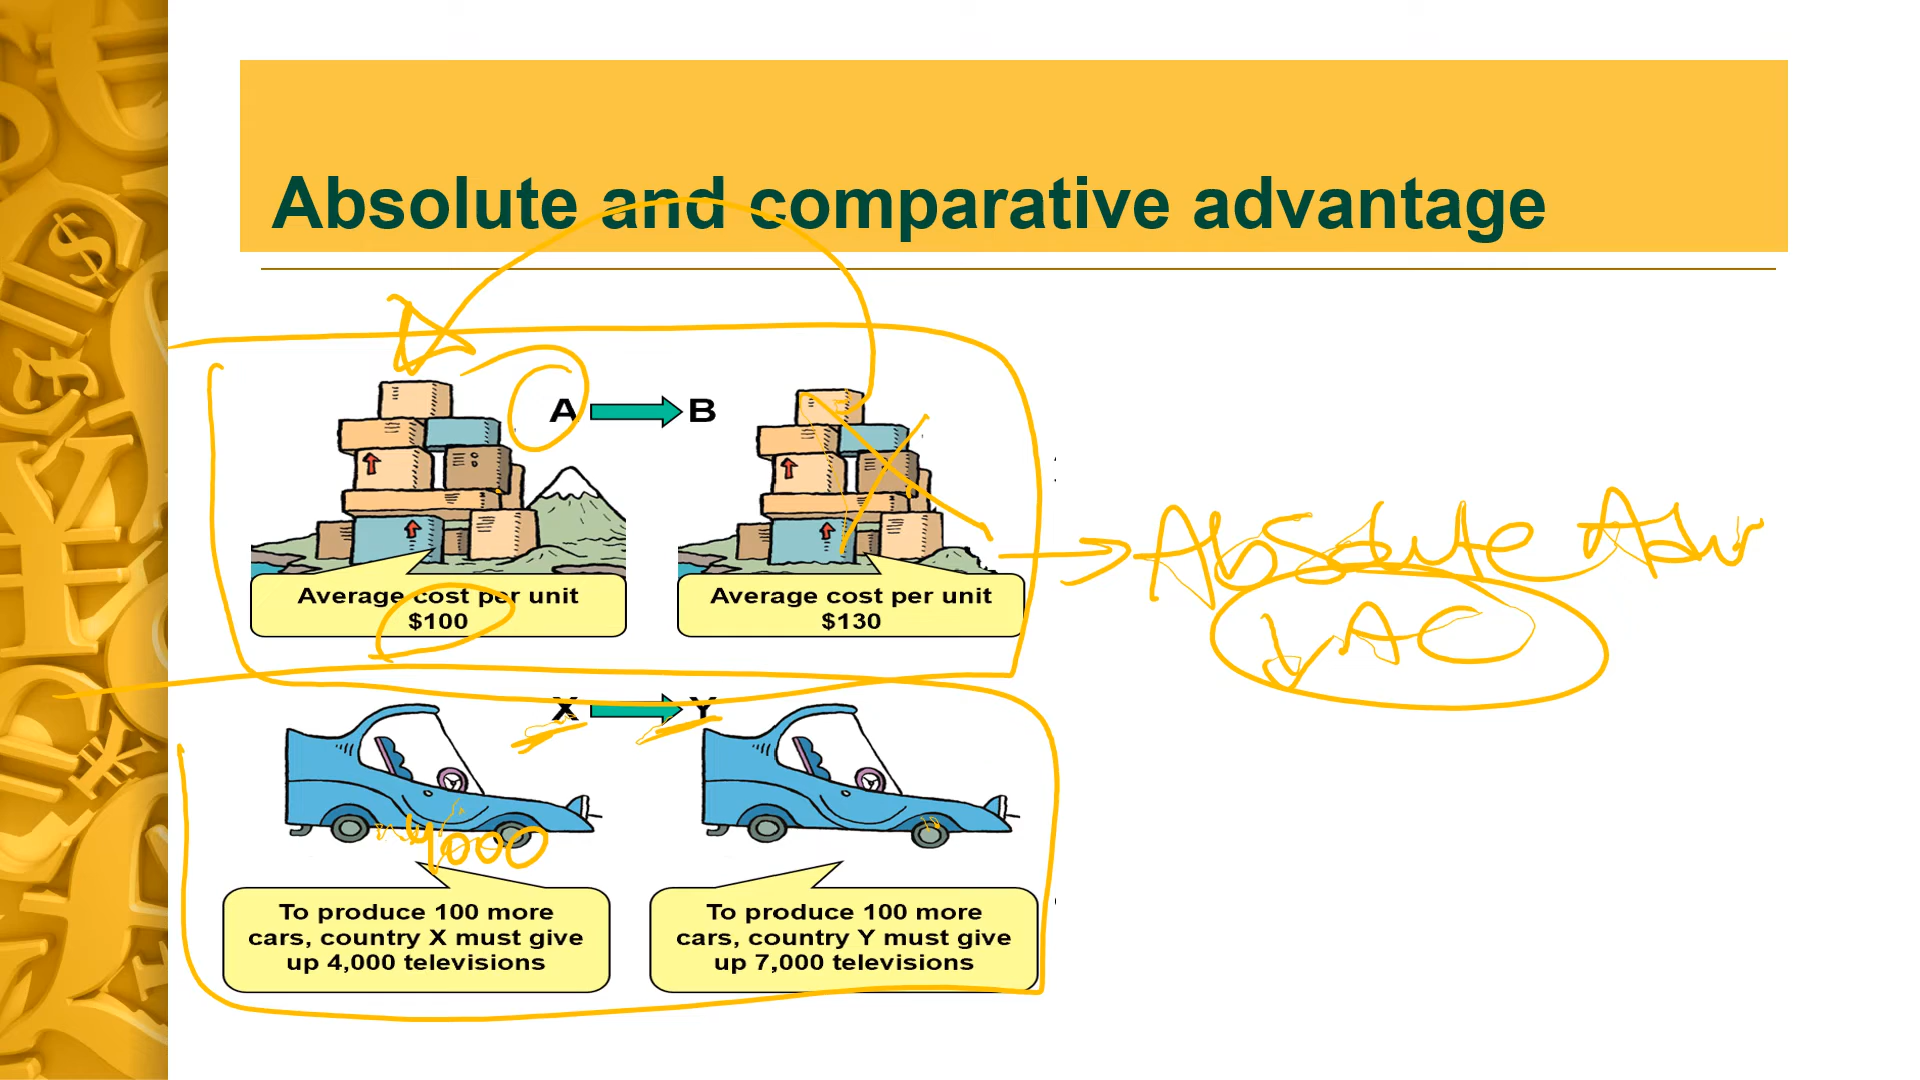 Absolute and comparative advantage
A B
Average cost per unit
$100
Average cost per unit
$130
Absolute Adv
↓AC
X Y
4000
To produce 100 more
cars, country X must give
up 4,000 televisions
To produce 100 more
cars, country Y must give
up 7,000 televisions